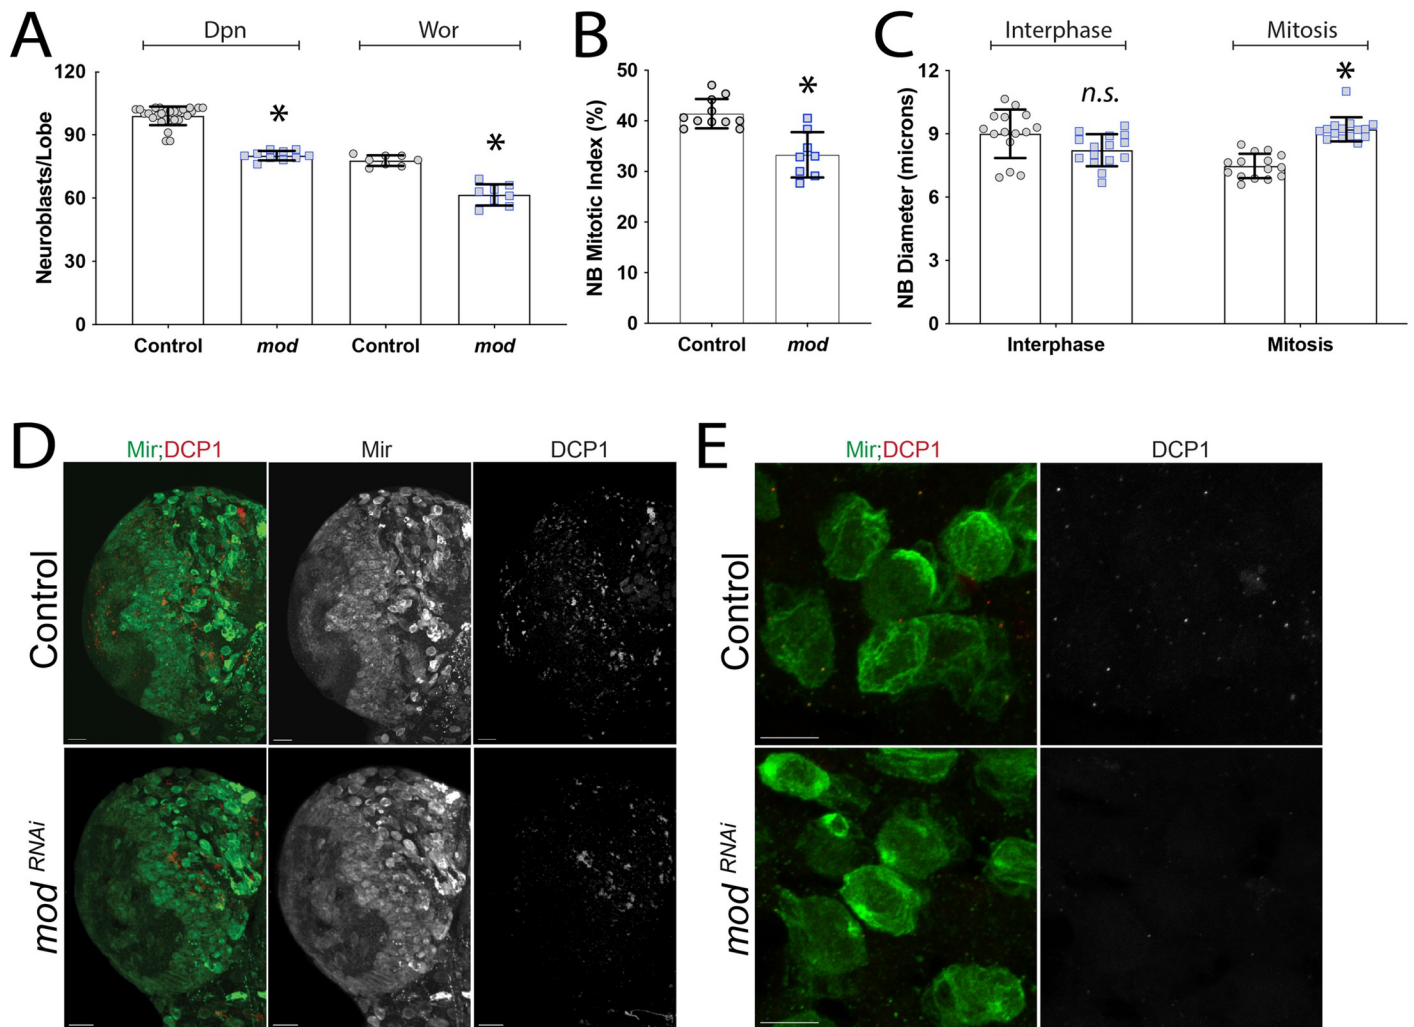 A
Dpn
Wor
Neuroblasts/Lobe
120
90
60
30
0
*
*
Control
mod
Control
mod
B
NB Mitotic Index (%)
50
40
30
20
10
0
*
Control
mod
C
Interphase
Mitosis
NB Diameter (microns)
12
9
6
3
0
n.s.
*
Interphase
Mitosis
D
Mir;DCP1
Mir
DCP1
Control
mod RNAi
E
Mir;DCP1
DCP1
Control
mod RNAi